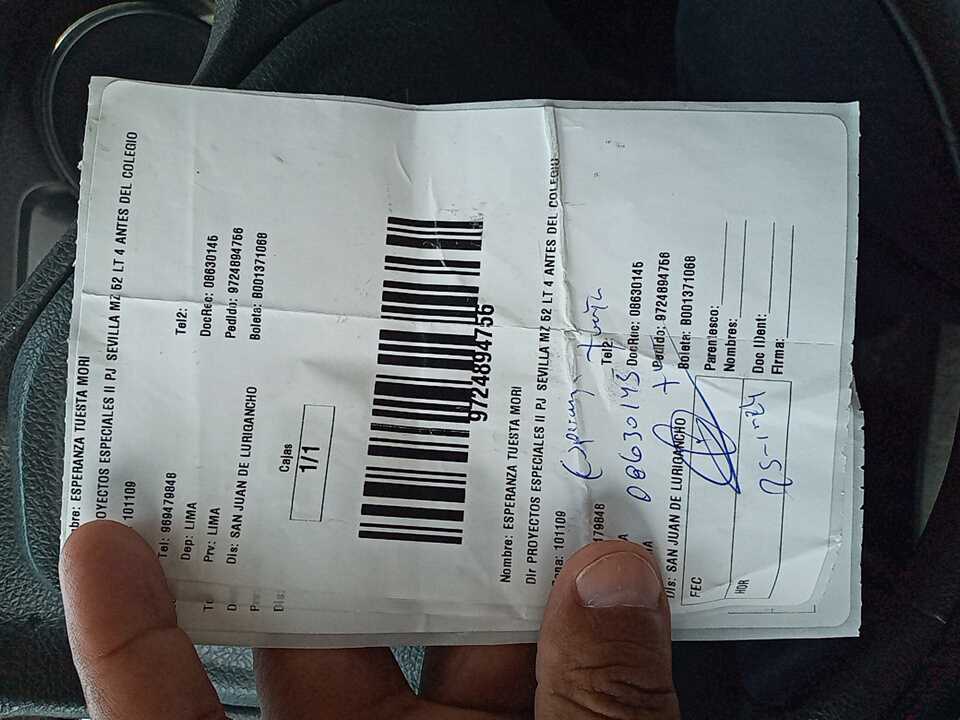 bre: ESPERANZA TUESTA MORI
PROYECTOS ESPECIALES II PJ SEVILLA MZ 52 LT 4 ANTES DEL COLEGIO
101109
Tel: 969479848 Tel2:
Dep: LIMA DocRec: 08630145
Prv: LIMA Pedido: 9724894756
Dis: SAN JUAN DE LURIGANCHO Boleta: B001371068
Cajas
1/1
9724894756
Nombre: ESPERANZA TUESTA MORI
Dir PROYECTOS ESPECIALES II PJ SEVILLA MZ 52 LT 4 ANTES DEL COLEGIO
ona: 101109
Esperanza Tuesta
479848 Tel2:
08630145
DocRec: 08630145
Pedido: 9724894756
Dis: SAN JUAN DE LURIGANCHO Boleta: B001371068
FEC Parentesco:
Nombres:
HOR Doc Ident:
25-1-24 Firma: